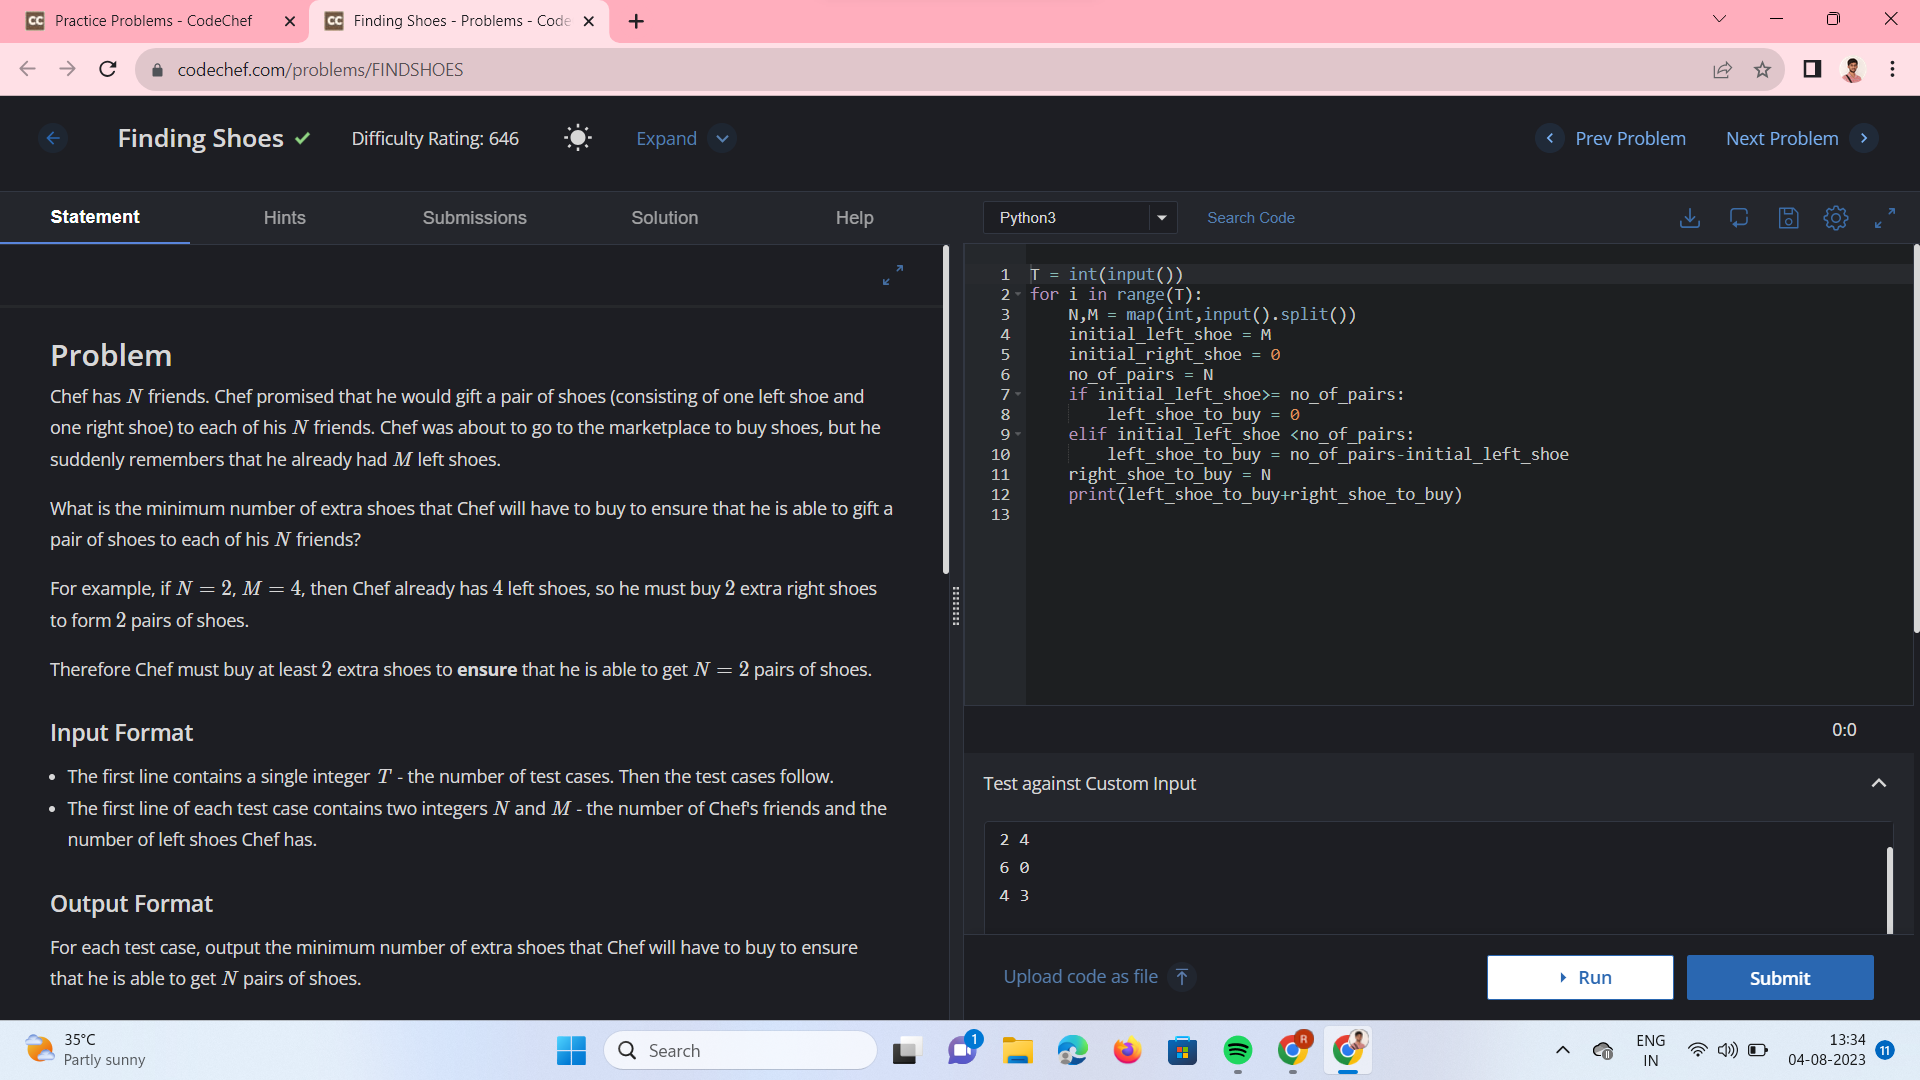 Practice Problems - CodeChef
Finding Shoes - Problems - Code
codechef.com/problems/FINDSHOES
Finding Shoes
Difficulty Rating: 646
Expand
Prev Problem
Next Problem
Statement
Hints
Submissions
Solution
Help
Problem
Chef has N friends. Chef promised that he would gift a pair of shoes (consisting of one left shoe and
one right shoe) to each of his N friends. Chef was about to go to the marketplace to buy shoes, but he
suddenly remembers that he already had M left shoes.
What is the minimum number of extra shoes that Chef will have to buy to ensure that he is able to gift a
pair of shoes to each of his N friends?
For example, if N = 2, M = 4, then Chef already has 4 left shoes, so he must buy 2 extra right shoes
to form 2 pairs of shoes.
Therefore Chef must buy at least 2 extra shoes to ensure that he is able to get N = 2 pairs of shoes.
Input Format
• The first line contains a single integer T - the number of test cases. Then the test cases follow.
• The first line of each test case contains two integers N and M - the number of Chef's friends and the
number of left shoes Chef has.
Output Format
For each test case, output the minimum number of extra shoes that Chef will have to buy to ensure
that he is able to get N pairs of shoes.
Python3
Search Code
1 T = int(input())
2 for i in range(T):
3     N,M = map(int,input().split())
4     initial_left_shoe = M
5     initial_right_shoe = 0
6     no_of_pairs = N
7     if initial_left_shoe>= no_of_pairs:
8         left_shoe_to_buy = 0
9     elif initial_left_shoe <no_of_pairs:
10         left_shoe_to_buy = no_of_pairs-initial_left_shoe
11     right_shoe_to_buy = N
12     print(left_shoe_to_buy+right_shoe_to_buy)
13
0:0
Test against Custom Input
2 4
6 0
4 3
Upload code as file
Run
Submit
35°C
Partly sunny
Search
1
R
ENG
IN
13:34
04-08-2023
11